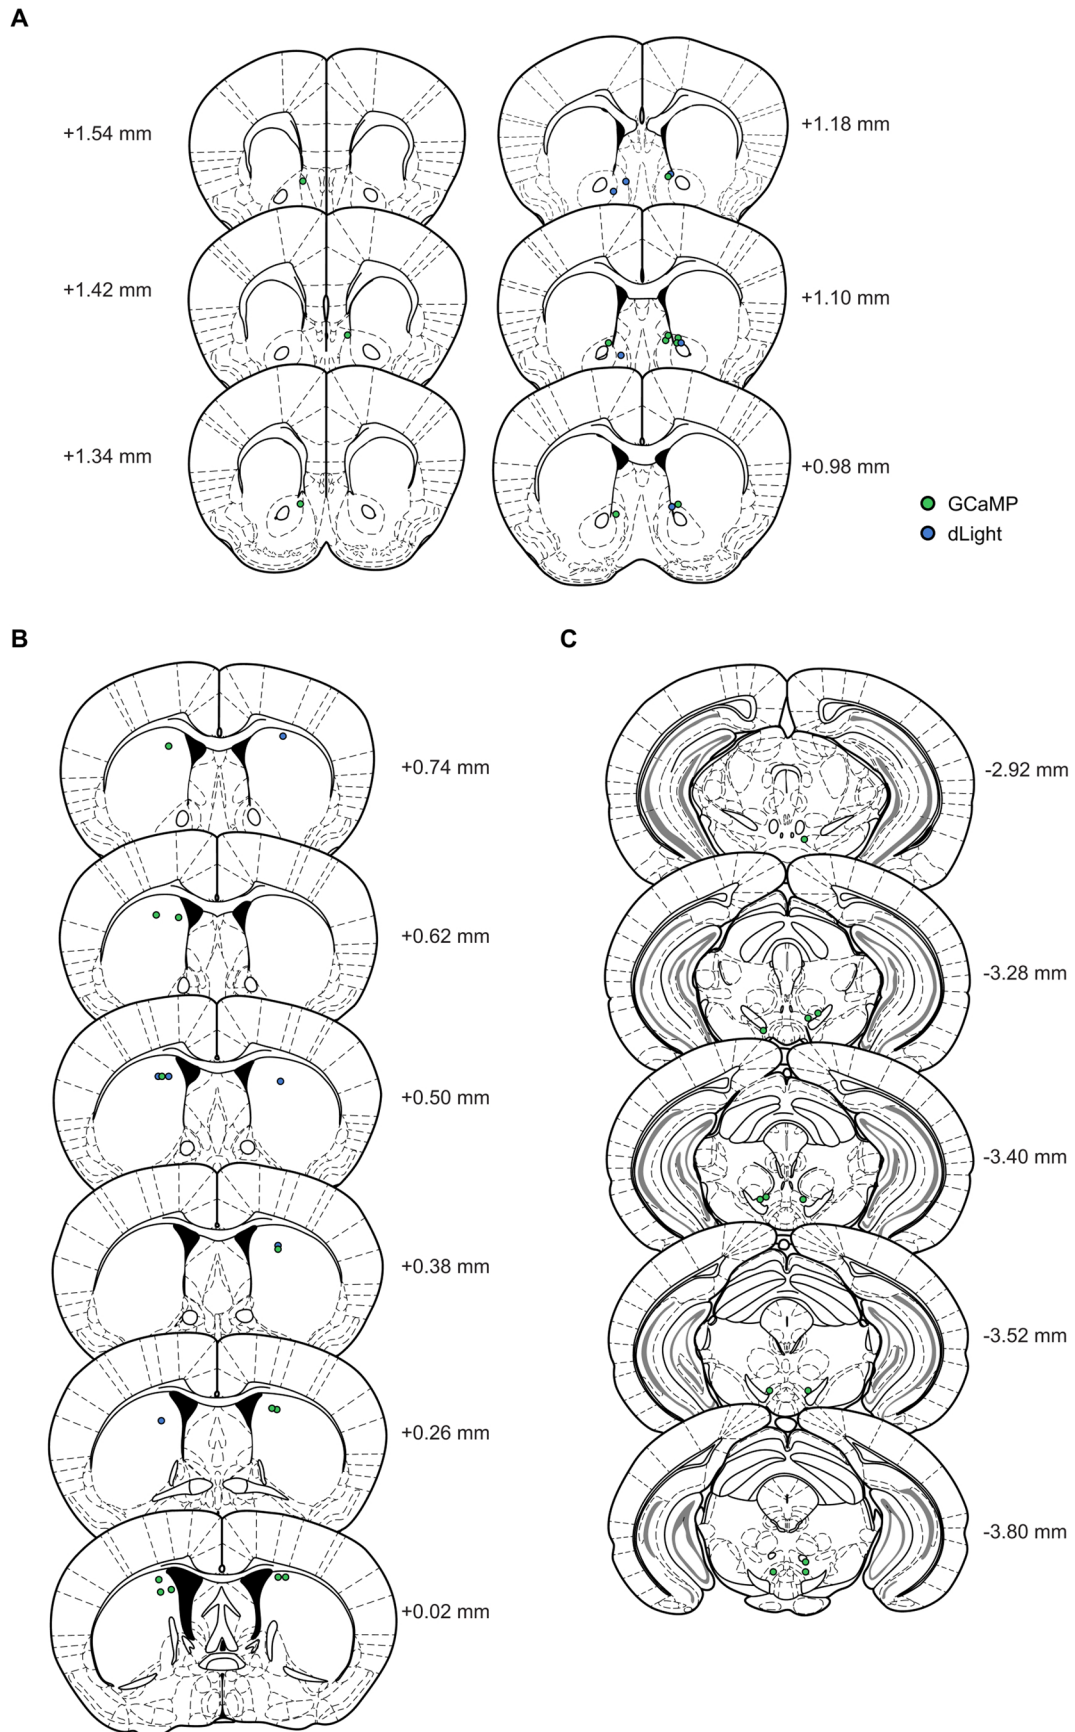 A
+1.54 mm
+1.18 mm
+1.42 mm
+1.10 mm
+1.34 mm
+0.98 mm
GCaMP
dLight
B
C
+0.74 mm
-2.92 mm
+0.62 mm
-3.28 mm
+0.50 mm
-3.40 mm
+0.38 mm
-3.52 mm
+0.26 mm
-3.80 mm
+0.02 mm